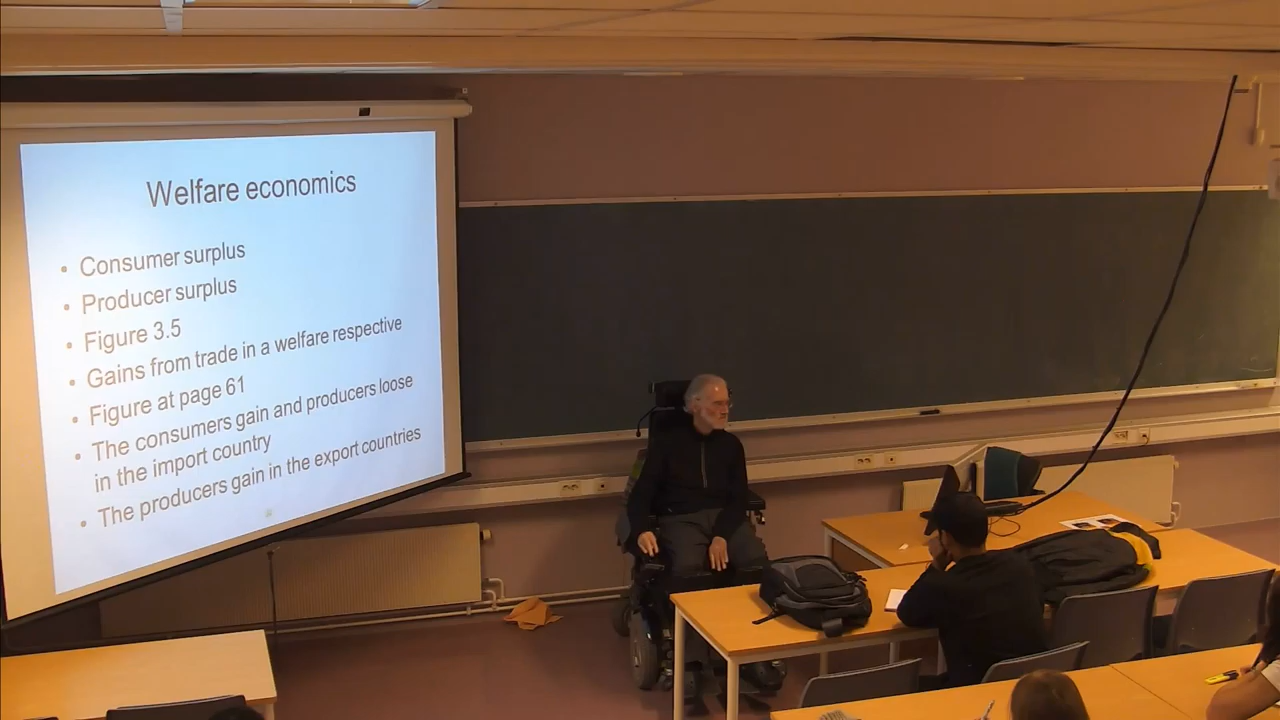 Welfare economics
• Consumer surplus
• Producer surplus
• Figure 3.5
• Gains from trade in a welfare respective
• Figure at page 61
• The consumers gain and producers loose
in the import country
• The producers gain in the export countries